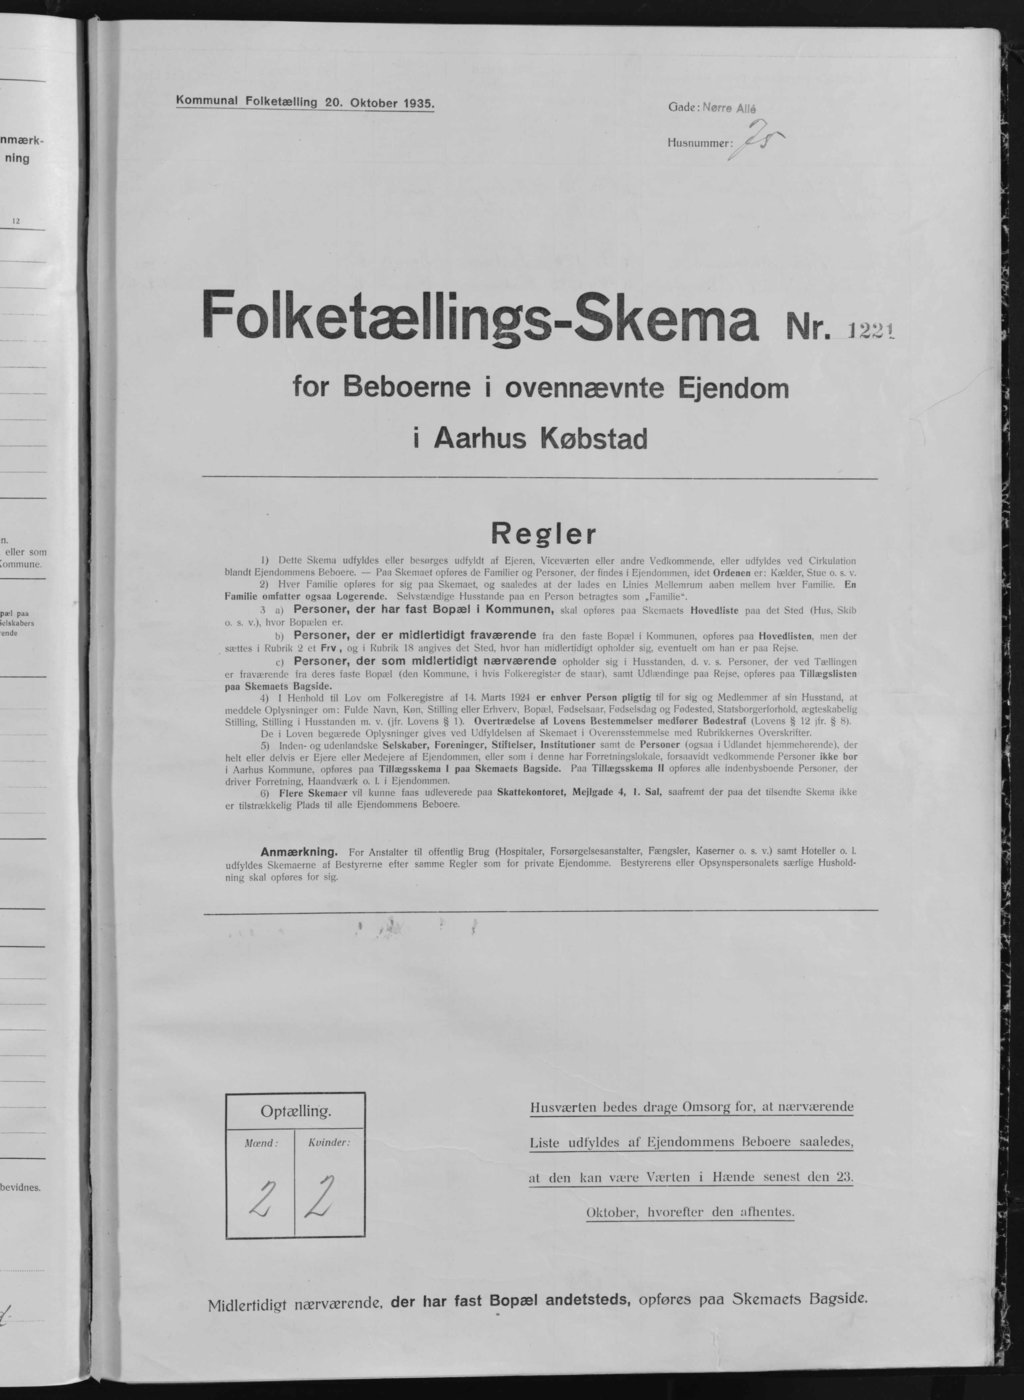 Kommunal Folketælling 20. Oktober 1935.
Gade: Nørre Allé
Husnummer: 75
nmærk-
ning
12
n.
eller som
Kommune.
pæl paa
Selskabers
rende
bevidnes.
Folketællings-Skema Nr. 1221
for Beboerne i ovennævnte Ejendom
i Aarhus Købstad
Regler
1) Dette Skema udfyldes eller besørges udfyldt af Ejeren, Viceværten eller andre Vedkommende, eller udfyldes ved Cirkulation
blandt Ejendommens Beboere. — Paa Skemaet opføres de Familier og Personer, der findes i Ejendommen, idet Ordenen er: Kælder, Stue o. s. v.
2) Hver Familie opføres for sig paa Skemaet, og saaledes at der lades en Linies Mellemrum aaben mellem hver Familie. En
Familie omfatter ogsaa Logerende. Selvstændige Husstande paa en Person betragtes som „Familie“.
3 a) Personer, der har fast Bopæl i Kommunen, skal opføres paa Skemaets Hovedliste paa det Sted (Hus, Skib
o. s. v.), hvor Bopælen er.
b) Personer, der er midlertidigt fraværende fra den faste Bopæl i Kommunen, opføres paa Hovedlisten, men der
sættes i Rubrik 2 et Frv, og i Rubrik 18 angives det Sted, hvor han midlertidigt opholder sig, eventuelt om han er paa Rejse.
c) Personer, der som midlertidigt nærværende opholder sig i Husstanden, d. v. s. Personer, der ved Tællingen
er fraværende fra deres faste Bopæl (den Kommune, i hvis Folkeregister de staar), samt Udlændinge paa Rejse, opføres paa Tillægslisten
paa Skemaets Bagside.
4) I Henhold til Lov om Folkeregistre af 14. Marts 1924 er enhver Person pligtig til for sig og Medlemmer af sin Husstand, at
meddele Oplysninger om: Fulde Navn, Køn, Stilling eller Erhverv, Bopæl, Fødselsaar, Fødselsdag og Fødested, Statsborgerforhold, ægteskabelig
Stilling, Stilling i Husstanden m. v. (jfr. Lovens § 1). Overtrædelse af Lovens Bestemmelser medfører Bødestraf (Lovens § 12 jfr. § 8).
De i Loven begærede Oplysninger gives ved Udfyldelsen af Skemaet i Overensstemmelse med Rubrikkernes Overskrifter.
5) Inden- og udenlandske Selskaber, Foreninger, Stiftelser, Institutioner samt de Personer (ogsaa i Udlandet hjemmehørende), der
helt eller delvis er Ejere eller Medejere af Ejendommen, eller som i denne har Forretningslokale, forsaavidt vedkommende Personer ikke bor
i Aarhus Kommune, opføres paa Tillægsskema I paa Skemaets Bagside. Paa Tillægsskema II opføres alle indenbysboende Personer, der
driver Forretning, Haandværk o. l. i Ejendommen.
6) Flere Skemaer vil kunne faas udleverede paa Skattekontoret, Mejlgade 4, 1. Sal, saafremt der paa det tilsendte Skema ikke
er tilstrækkelig Plads til alle Ejendommens Beboere.
Anmærkning. For Anstalter til offentlig Brug (Hospitaler, Forsørgelsesanstalter, Fængsler, Kaserner o. s. v.) samt Hoteller o. l.
udfyldes Skemaerne af Bestyrerne efter samme Regler som for private Ejendomme. Bestyrerens eller Opsynspersonalets særlige Hushold-
ning skal opføres for sig.
Optælling.
Mænd: Kvinder:
2 2
Husværten bedes drage Omsorg for, at nærværende
Liste udfyldes af Ejendommens Beboere saaledes,
at den kan være Værten i Hænde senest den 23.
Oktober, hvorefter den afhentes.
Midlertidigt nærværende, der har fast Bopæl andetsteds, opføres paa Skemaets Bagside.